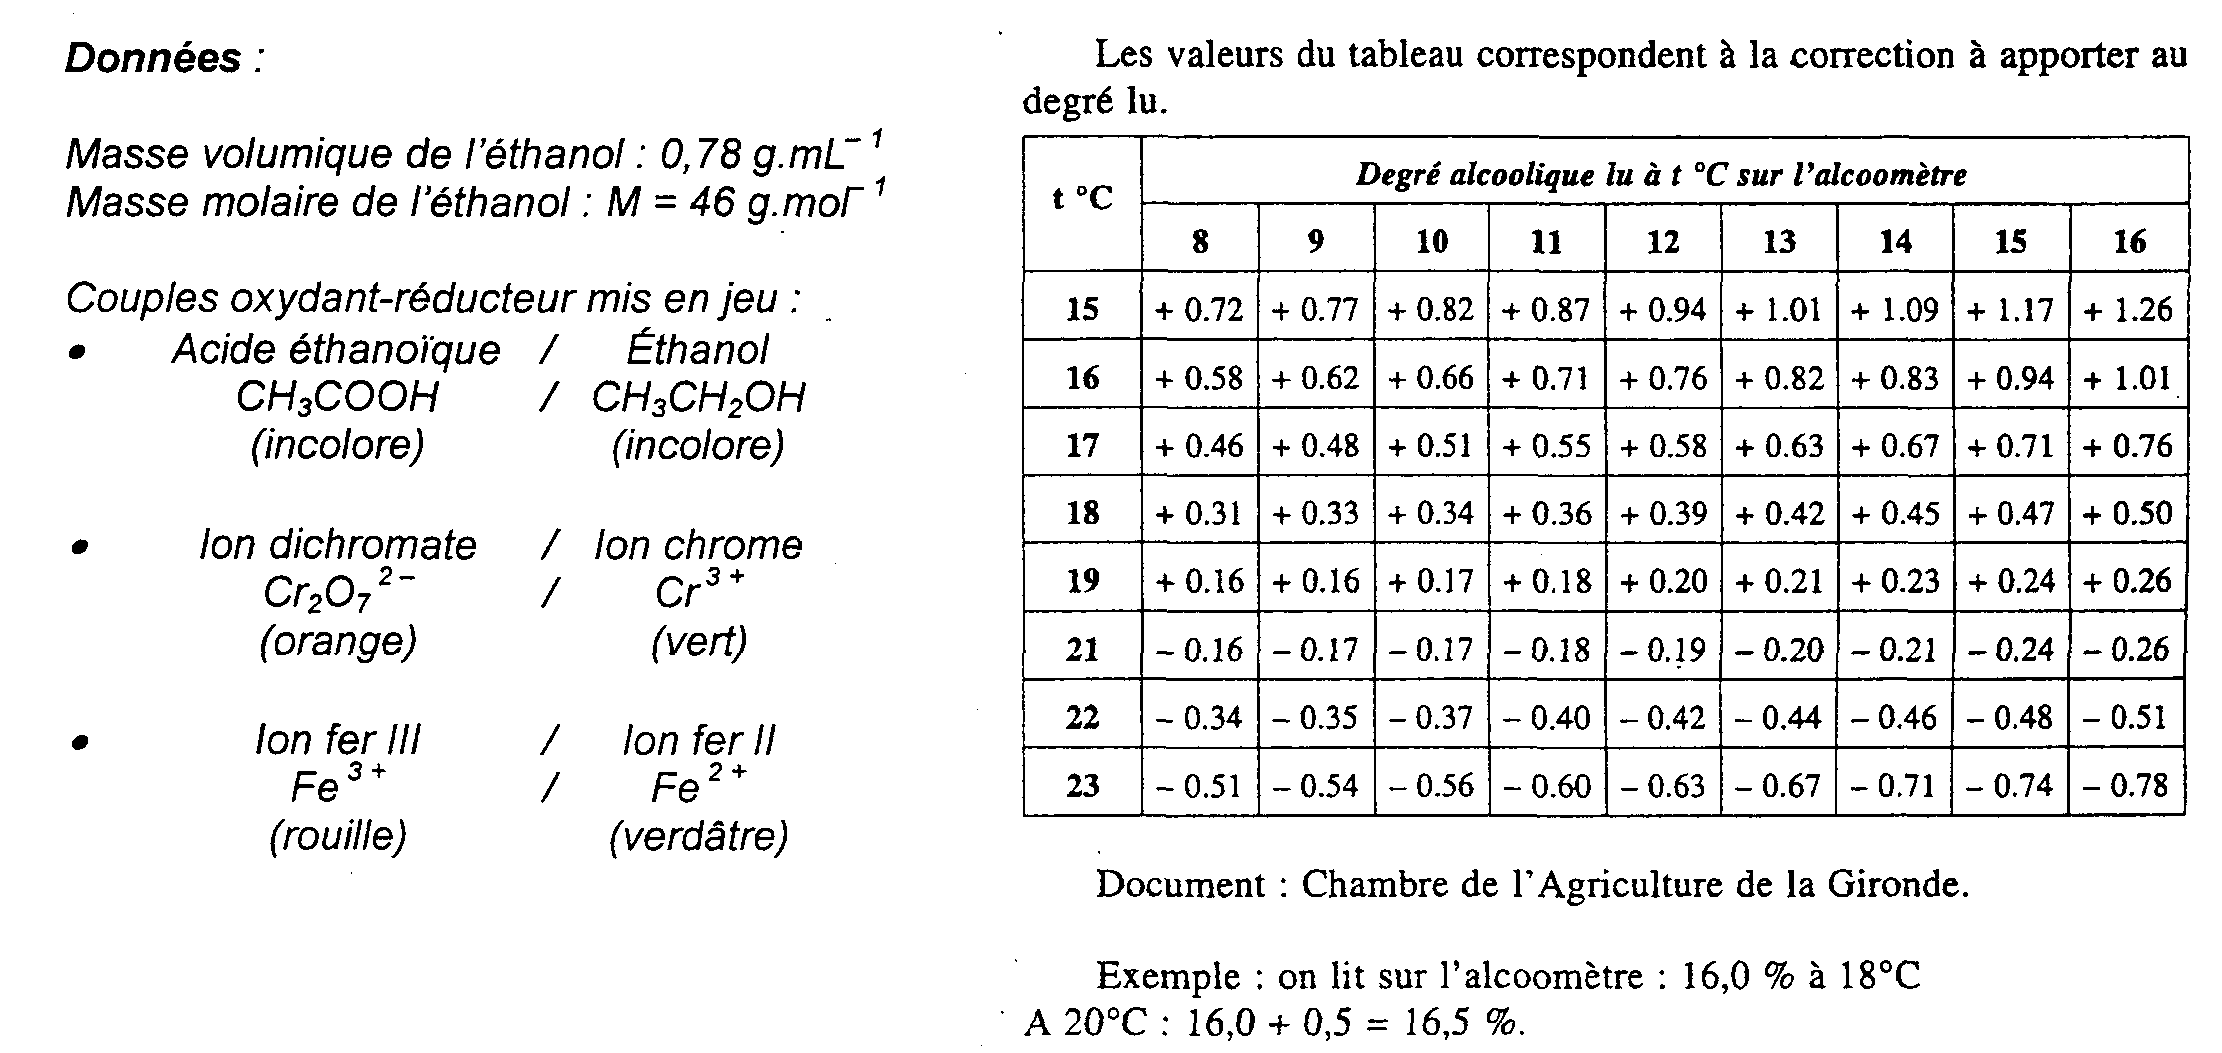 Données :
Masse volumique de l'éthanol : 0,78 g.mL⁻¹
Masse molaire de l'éthanol : M = 46 g.mol⁻¹
Couples oxydant-réducteur mis en jeu :
• Acide éthanoïque / Éthanol
CH₃COOH / CH₃CH₂OH
(incolore) (incolore)
• Ion dichromate / Ion chrome
Cr₂O₇²⁻ / Cr³⁺
(orange) (vert)
• Ion fer III / Ion fer II
Fe³⁺ / Fe²⁺
(rouille) (verdâtre)
Les valeurs du tableau correspondent à la correction à apporter au
degré lu.
t °C Degré alcoolique lu à t °C sur l'alcoomètre
8 9 10 11 12 13 14 15 16
15 + 0.72 + 0.77 + 0.82 + 0.87 + 0.94 + 1.01 + 1.09 + 1.17 + 1.26
16 + 0.58 + 0.62 + 0.66 + 0.71 + 0.76 + 0.82 + 0.83 + 0.94 + 1.01
17 + 0.46 + 0.48 + 0.51 + 0.55 + 0.58 + 0.63 + 0.67 + 0.71 + 0.76
18 + 0.31 + 0.33 + 0.34 + 0.36 + 0.39 + 0.42 + 0.45 + 0.47 + 0.50
19 + 0.16 + 0.16 + 0.17 + 0.18 + 0.20 + 0.21 + 0.23 + 0.24 + 0.26
21 – 0.16 – 0.17 – 0.17 – 0.18 – 0.19 – 0.20 – 0.21 – 0.24 – 0.26
22 – 0.34 – 0.35 – 0.37 – 0.40 – 0.42 – 0.44 – 0.46 – 0.48 – 0.51
23 – 0.51 – 0.54 – 0.56 – 0.60 – 0.63 – 0.67 – 0.71 – 0.74 – 0.78
Document : Chambre de l'Agriculture de la Gironde.
Exemple : on lit sur l'alcoomètre : 16,0 % à 18°C
A 20°C : 16,0 + 0,5 = 16,5 %.